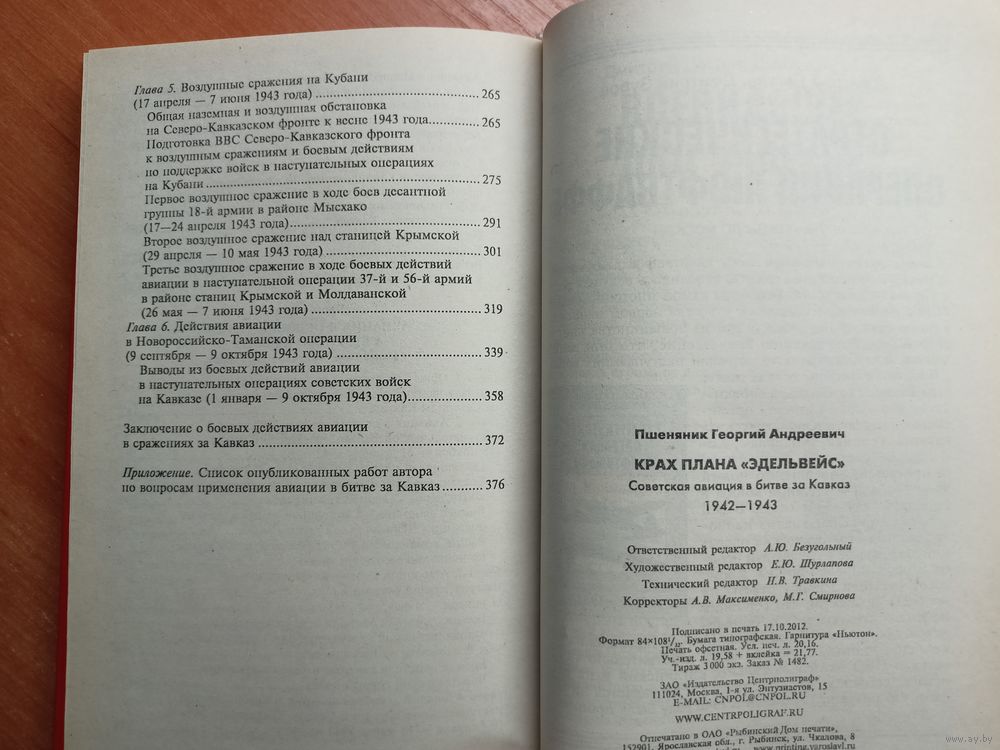 Глава 5. Воздушные сражения на Кубани
(17 апреля — 7 июня 1943 года) ........ 265
Общая наземная и воздушная обстановка
на Северо-Кавказском фронте к весне 1943 года ........ 265
Подготовка ВВС Северо-Кавказского фронта
к воздушным сражениям и боевым действиям
по поддержке войск в наступательных операциях
на Кубани ........ 275
Первое воздушное сражение в ходе боев десантной
группы 18-й армии в районе Мысхако
(17—24 апреля 1943 года) ........ 291
Второе воздушное сражение над станицей Крымской
(29 апреля — 10 мая 1943 года) ........ 301
Третье воздушное сражение в ходе боевых действий
авиации в наступательной операции 37-й и 56-й армий
в районе станиц Крымской и Молдаванской
(26 мая — 7 июня 1943 года) ........ 319
Глава 6. Действия авиации
в Новороссийско-Таманской операции
(9 сентября — 9 октября 1943 года) ........ 339
Выводы из боевых действий авиации
в наступательных операциях советских войск
на Кавказе (1 января — 9 октября 1943 года) ........ 358
Заключение о боевых действиях авиации
в сражениях за Кавказ ........ 372
Приложение. Список опубликованных работ автора
по вопросам применения авиации в битве за Кавказ ........ 376
Пшеняник Георгий Андреевич
КРАХ ПЛАНА «ЭДЕЛЬВЕЙС»
Советская авиация в битве за Кавказ
1942—1943
Ответственный редактор А.Ю. Безугольный
Художественный редактор Е.Ю. Шурлапова
Технический редактор Н.В. Травкина
Корректоры А.В. Максименко, М.Г. Смирнова
Подписано в печать 17.10.2012.
Формат 84×108 1/32. Бумага типографская. Гарнитура «Ньютон».
Печать офсетная. Усл. печ. л. 20,16.
Уч.-изд. л. 19,58 + вклейка = 21,77.
Тираж 3 000 экз. Заказ № 1482.
ЗАО «Издательство Центрполиграф»
111024, Москва, 1-я ул. Энтузиастов, 15
E-MAIL: CNPOL@CNPOL.RU
WWW.CENTRPOLIGRAF.RU
Отпечатано в ОАО «Рыбинский Дом печати»,
152901, Ярославская обл., г. Рыбинск, ул. Чкалова, 8
www.printing.yaroslavl.ru
www.ay.by